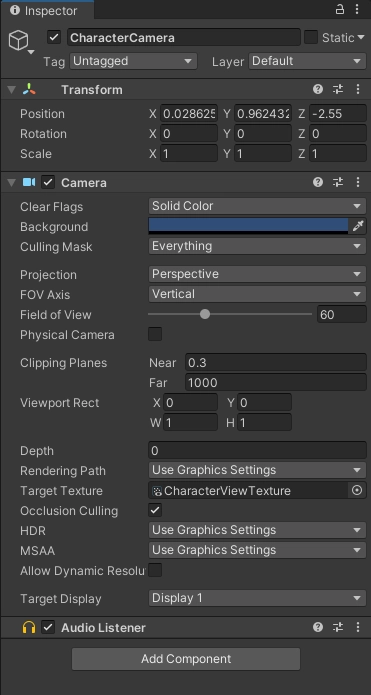 Inspector
CharacterCamera Static
Tag Untagged Layer Default
Transform
Position X 0.028625 Y 0.962432 Z -2.55
Rotation X 0 Y 0 Z 0
Scale X 1 Y 1 Z 1
Camera
Clear Flags Solid Color
Background
Culling Mask Everything
Projection Perspective
FOV Axis Vertical
Field of View 60
Physical Camera
Clipping Planes Near 0.3
Far 1000
Viewport Rect X 0 Y 0
W 1 H 1
Depth 0
Rendering Path Use Graphics Settings
Target Texture CharacterViewTexture
Occlusion Culling
HDR Use Graphics Settings
MSAA Use Graphics Settings
Allow Dynamic Resolu
Target Display Display 1
Audio Listener
Add Component